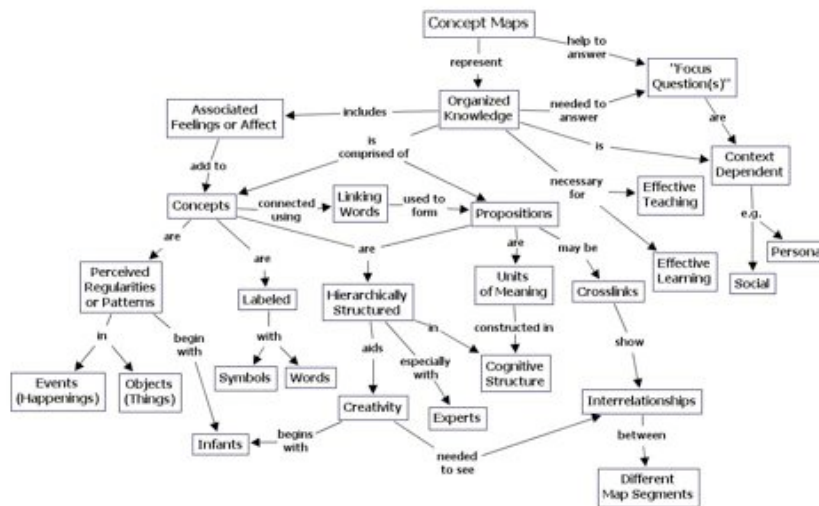 Concept Maps
help to
answer
represent
"Focus
Question(s)"
Associated
Feelings or Affect
includes
Organized
Knowledge
needed to
answer
are
is
comprised of
is
Context
Dependent
add to
necessary
for
Effective
Teaching
Concepts
connected
using
Linking
Words
used to
form
Propositions
e.g.
Personal
are
are
are
are
may be
Effective
Learning
Social
Perceived
Regularities
or Patterns
Labeled
Hierarchically
Structured
Units
of Meaning
Crosslinks
in
begin
with
with
aids
in
constructed in
show
especially
with
Events
(Happenings)
Objects
(Things)
Symbols
Words
Cognitive
Structure
Creativity
Experts
Interrelationships
Infants
begins
with
needed
to see
between
Different
Map Segments